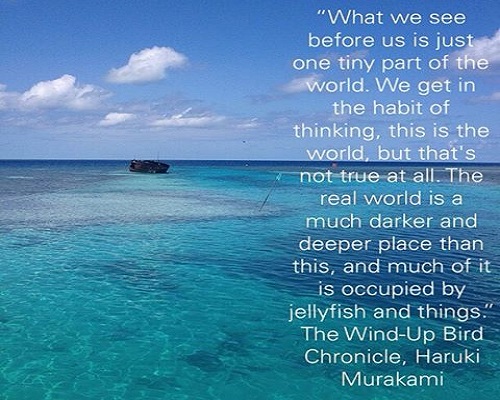 “What we see
before us is just
one tiny part of the
world. We get in
the habit of
thinking, this is the
world, but that's
not true at all. The
real world is a
much darker and
deeper place than
this, and much of it
is occupied by
jellyfish and things.”
The Wind-Up Bird
Chronicle, Haruki
Murakami